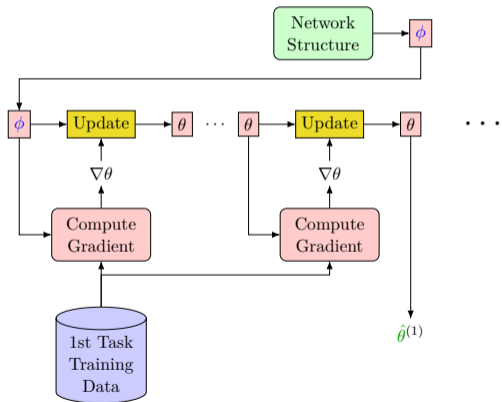 Network
Structure
ϕ
ϕ
Update
θ
···
θ
Update
θ
···
∇θ
∇θ
Compute
Gradient
Compute
Gradient
1st Task
Training
Data
θ̂⁽¹⁾